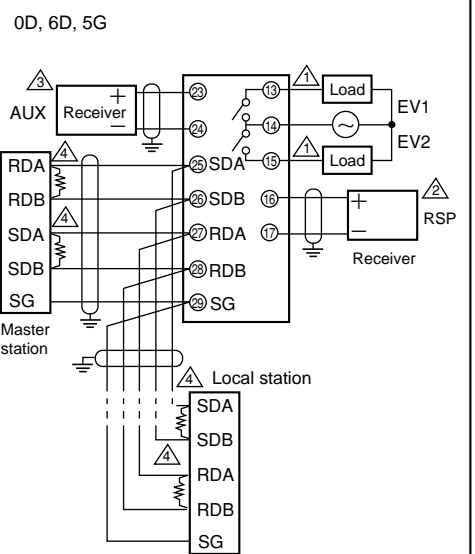 0D, 6D, 5G
3
AUX
Receiver
+
−
23
24
13
14
15
1
Load
1
Load
EV1
EV2
Master station
RDA
RDB
SDA
SDB
SG
4
4
25 SDA
26 SDB
27 RDA
28 RDB
29 SG
16
17
+
−
2
RSP
Receiver
4
Local station
4
SDA
SDB
RDA
RDB
SG